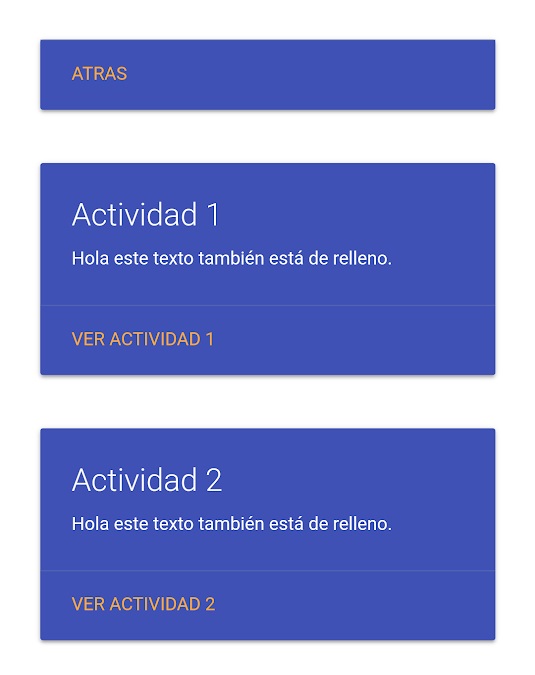 ATRAS
Actividad 1
Hola este texto también está de relleno.
VER ACTIVIDAD 1
Actividad 2
Hola este texto también está de relleno.
VER ACTIVIDAD 2